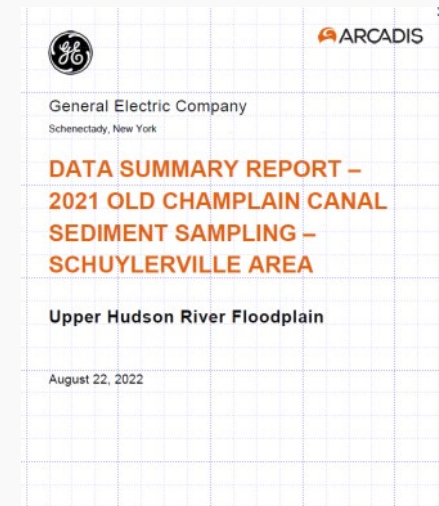 ARCADIS
GE
General Electric Company
Schenectady, New York
DATA SUMMARY REPORT –
2021 OLD CHAMPLAIN CANAL
SEDIMENT SAMPLING –
SCHUYLERVILLE AREA
Upper Hudson River Floodplain
August 22, 2022